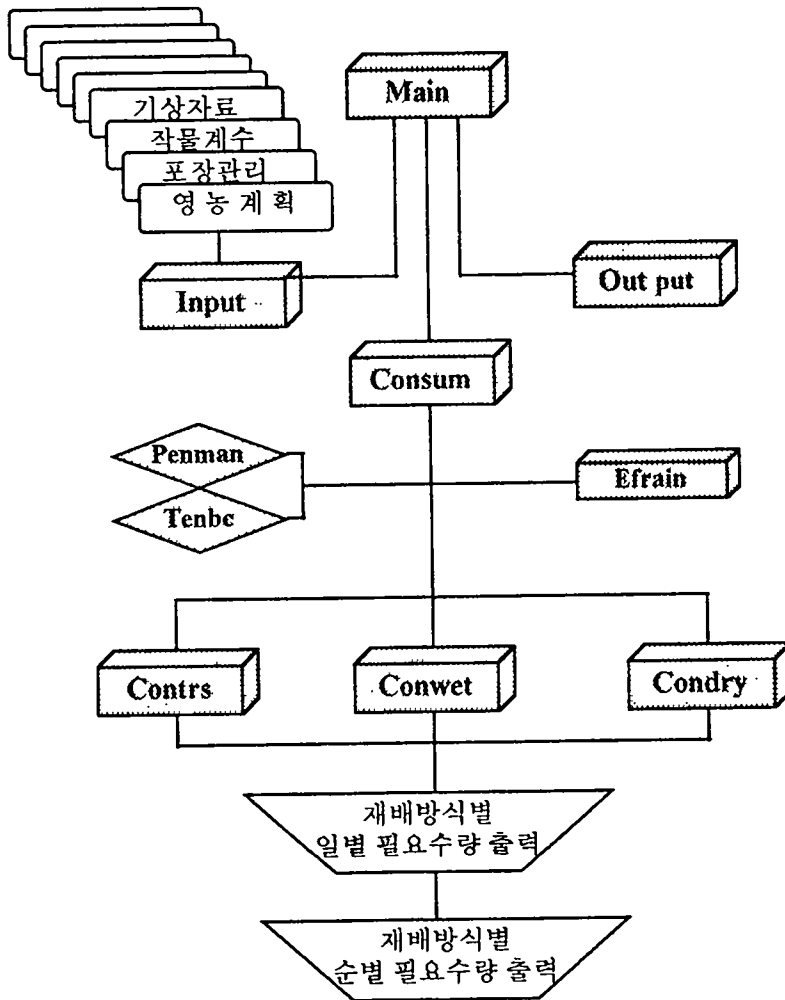 기상자료
작물계수
포장관리
영 농 계 획
Main
Input
Out put
Consum
Penman
Tenbc
Efrain
Contrs
Conwet
Condry
재배방식별
일별 필요수량 출력
재배방식별
순별 필요수량 출력